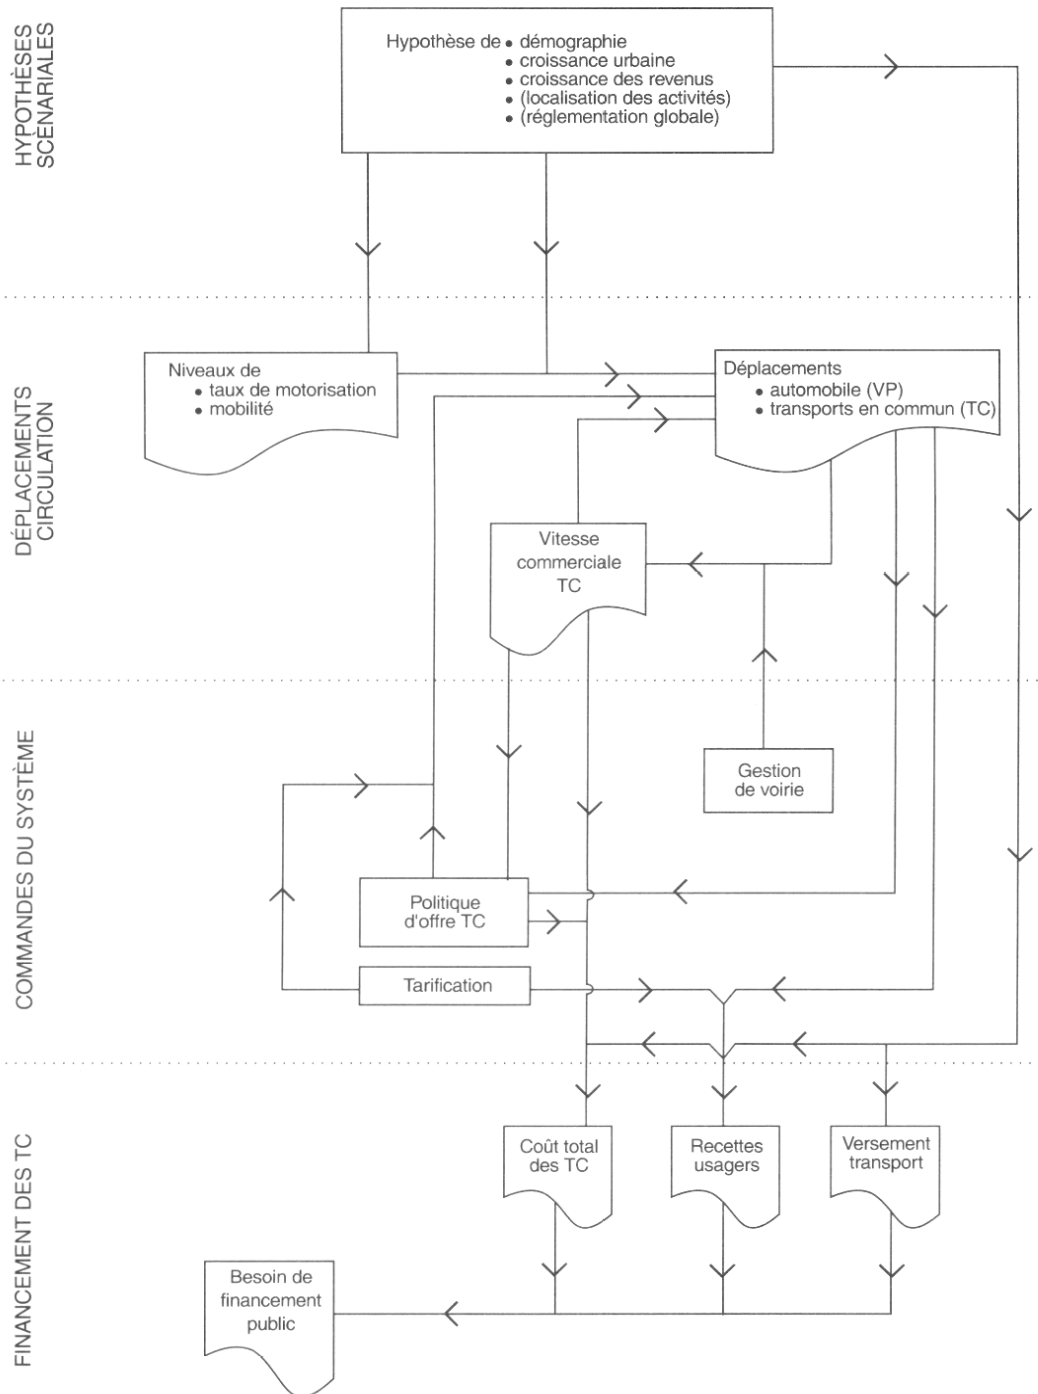 HYPOTHÈSES
SCÉNARIALES
Hypothèse de • démographie
• croissance urbaine
• croissance des revenus
• (localisation des activités)
• (réglementation globale)
DÉPLACEMENTS
CIRCULATION
Niveaux de
• taux de motorisation
• mobilité
Déplacements
• automobile (VP)
• transports en commun (TC)
Vitesse
commerciale
TC
COMMANDES DU SYSTÈME
Gestion
de voirie
Politique
d'offre TC
Tarification
FINANCEMENT DES TC
Coût total
des TC
Recettes
usagers
Versement
transport
Besoin de
financement
public